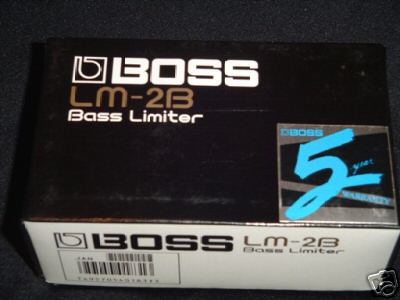 BOSS
LM-2B
Bass Limiter
BOSS
5 year
WARRANTY
BOSS LM-2B
Bass Limiter
JAN